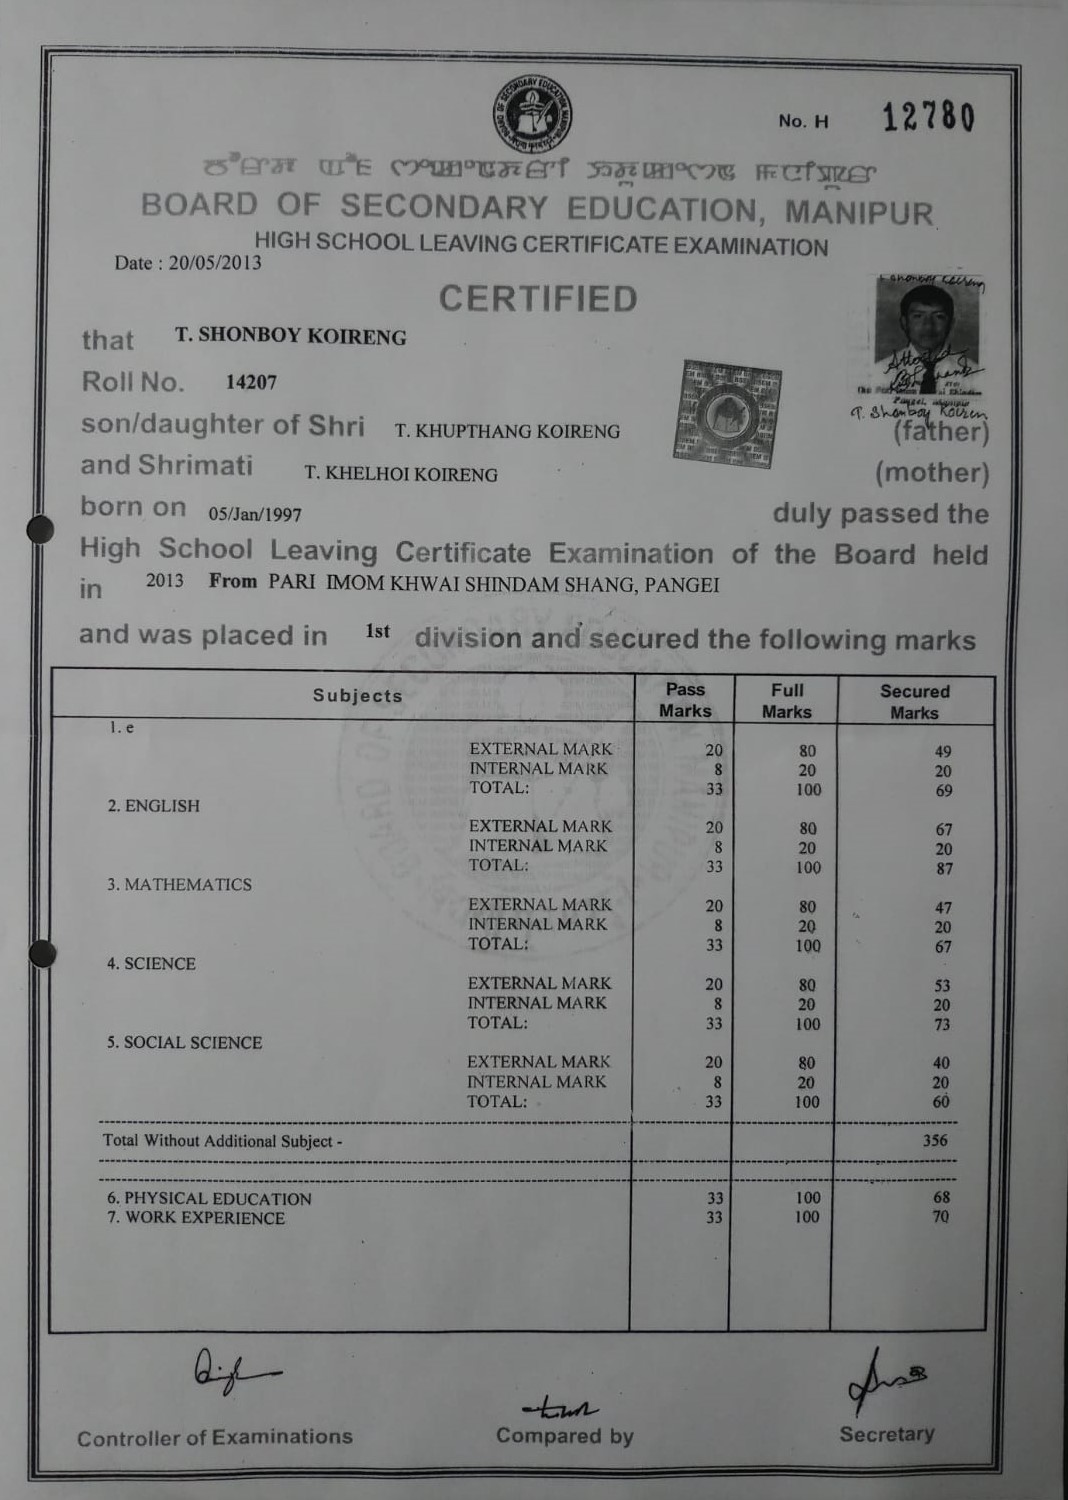 BOARD OF SECONDARY EDUCATION MANIPUR
No. H 12780
BOARD OF SECONDARY EDUCATION, MANIPUR
HIGH SCHOOL LEAVING CERTIFICATE EXAMINATION
Date : 20/05/2013
CERTIFIED
that T. SHONBOY KOIRENG
Roll No. 14207
T. Shonboy Koireng
son/daughter of Shri T. KHUPTHANG KOIRENG (father)
and Shrimati T. KHELHOI KOIRENG (mother)
born on 05/Jan/1997 duly passed the
High School Leaving Certificate Examination of the Board held
in 2013 From PARI IMOM KHWAI SHINDAM SHANG, PANGEI
and was placed in 1st division and secured the following marks
Subjects Pass Marks Full Marks Secured Marks
1. e
EXTERNAL MARK 20 80 49
INTERNAL MARK 8 20 20
TOTAL: 33 100 69
2. ENGLISH
EXTERNAL MARK 20 80 67
INTERNAL MARK 8 20 20
TOTAL: 33 100 87
3. MATHEMATICS
EXTERNAL MARK 20 80 47
INTERNAL MARK 8 20 20
TOTAL: 33 100 67
4. SCIENCE
EXTERNAL MARK 20 80 53
INTERNAL MARK 8 20 20
TOTAL: 33 100 73
5. SOCIAL SCIENCE
EXTERNAL MARK 20 80 40
INTERNAL MARK 8 20 20
TOTAL: 33 100 60
Total Without Additional Subject - 356
6. PHYSICAL EDUCATION 33 100 68
7. WORK EXPERIENCE 33 100 70
Controller of Examinations Compared by Secretary